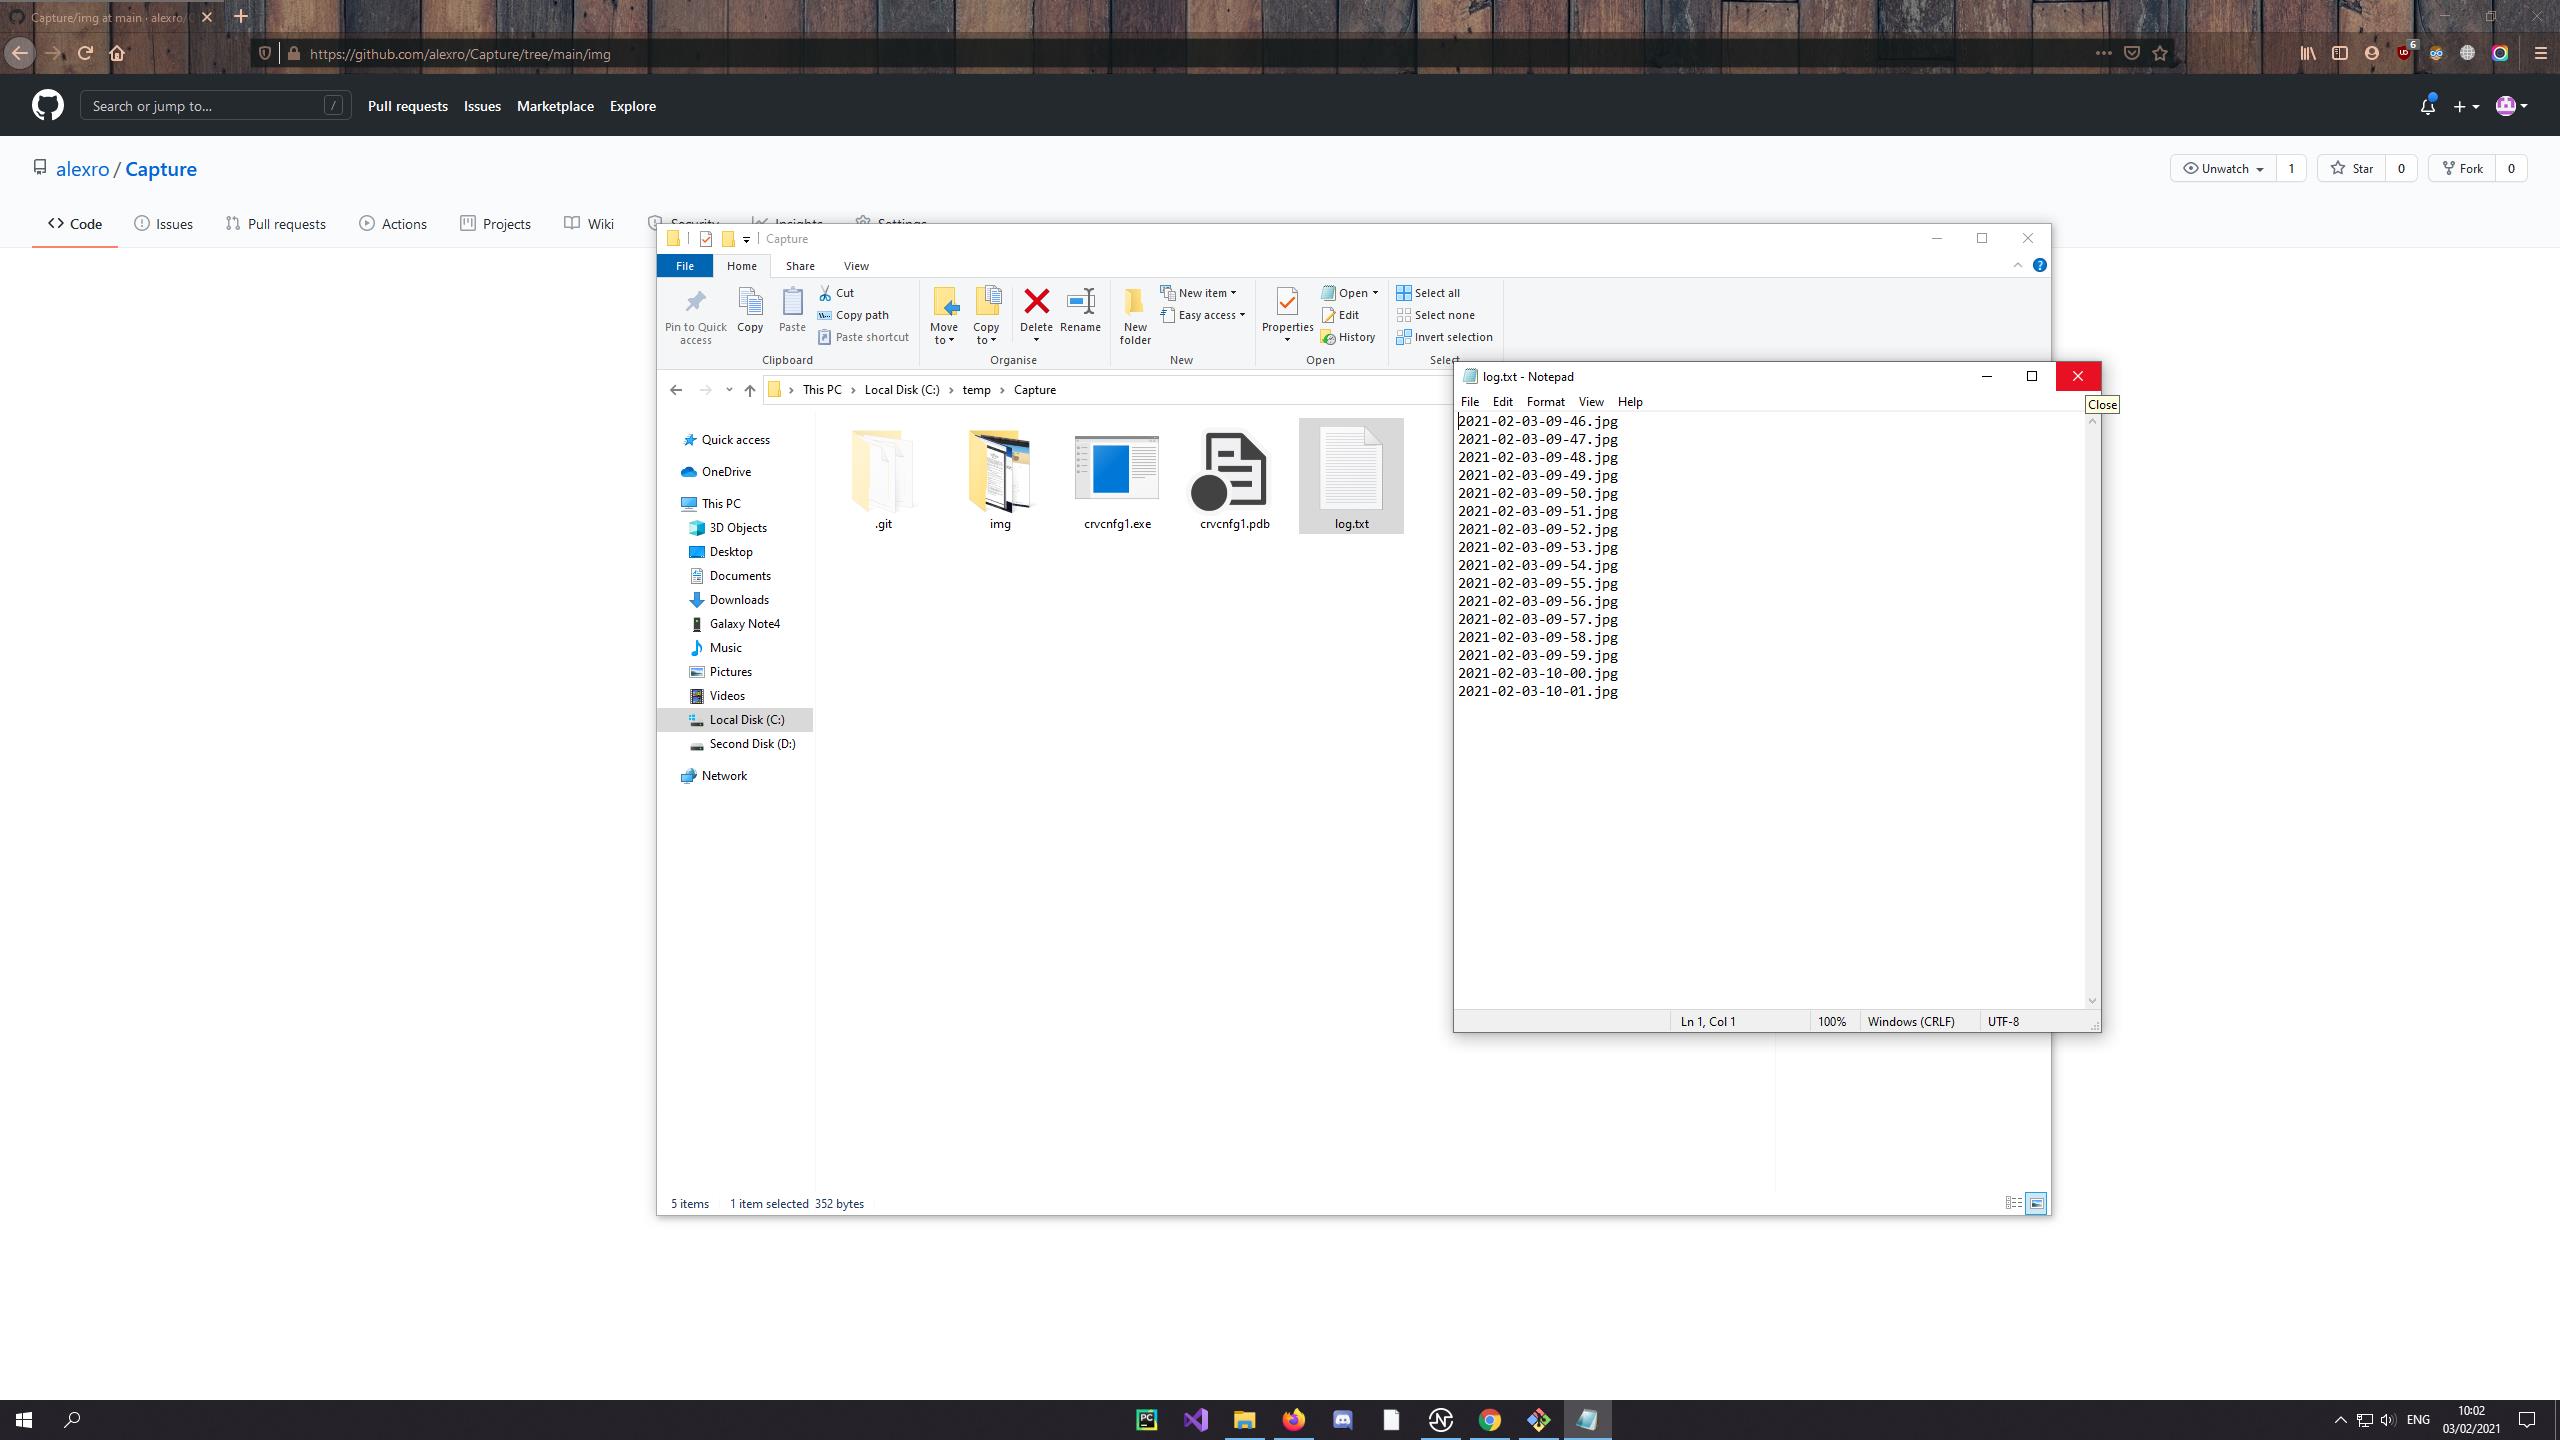 Capture/img at main · alexro/
https://github.com/alexro/Capture/tree/main/img
6
Search or jump to...
/
Pull requests
Issues
Marketplace
Explore
alexro / Capture
Unwatch
1
Star
0
Fork
0
Code
Issues
Pull requests
Actions
Projects
Wiki
Security
Insights
Settings
Capture
File
Home
Share
View
Pin to Quick
access
Copy
Paste
Cut
Copy path
Paste shortcut
Clipboard
Move
to
Copy
to
Delete
Rename
Organise
New
folder
New item
Easy access
New
Properties
Open
Edit
History
Open
Select all
Select none
Invert selection
Select
This PC
Local Disk (C:)
temp
Capture
Quick access
OneDrive
This PC
3D Objects
Desktop
Documents
Downloads
Galaxy Note4
Music
Pictures
Videos
Local Disk (C:)
Second Disk (D:)
Network
.git
img
crvcnfg1.exe
crvcnfg1.pdb
log.txt
5 items
1 item selected 352 bytes
log.txt - Notepad
File
Edit
Format
View
Help
Close
2021-02-03-09-46.jpg
2021-02-03-09-47.jpg
2021-02-03-09-48.jpg
2021-02-03-09-49.jpg
2021-02-03-09-50.jpg
2021-02-03-09-51.jpg
2021-02-03-09-52.jpg
2021-02-03-09-53.jpg
2021-02-03-09-54.jpg
2021-02-03-09-55.jpg
2021-02-03-09-56.jpg
2021-02-03-09-57.jpg
2021-02-03-09-58.jpg
2021-02-03-09-59.jpg
2021-02-03-10-00.jpg
2021-02-03-10-01.jpg
Ln 1, Col 1
100%
Windows (CRLF)
UTF-8
PC
ENG
10:02
03/02/2021